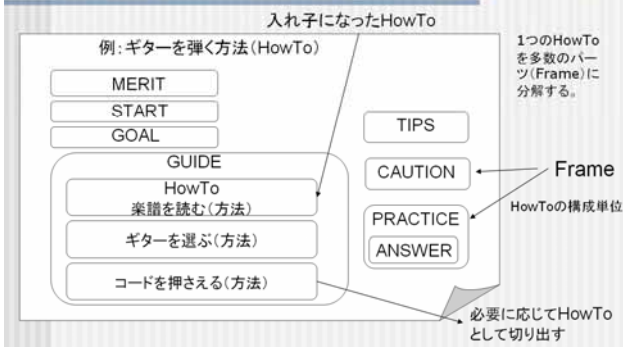 入れ子になったHowTo
例:ギターを弾く方法(HowTo)
1つのHowTo
を多数のパー
ツ(Frame)に
分解する。
MERIT
START
GOAL
GUIDE
HowTo
楽譜を読む(方法)
ギターを選ぶ(方法)
コードを押さえる(方法)
TIPS
CAUTION
PRACTICE
ANSWER
Frame
HowToの構成単位
必要に応じてHowTo
として切り出す